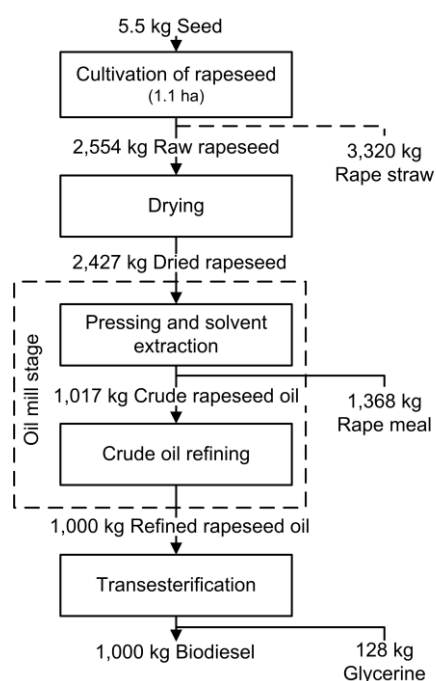 5.5 kg Seed
Cultivation of rapeseed
(1.1 ha)
2,554 kg Raw rapeseed
3,320 kg
Rape straw
Drying
2,427 kg Dried rapeseed
Oil mill stage
Pressing and solvent
extraction
1,017 kg Crude rapeseed oil
1,368 kg
Rape meal
Crude oil refining
1,000 kg Refined rapeseed oil
Transesterification
1,000 kg Biodiesel
128 kg
Glycerine